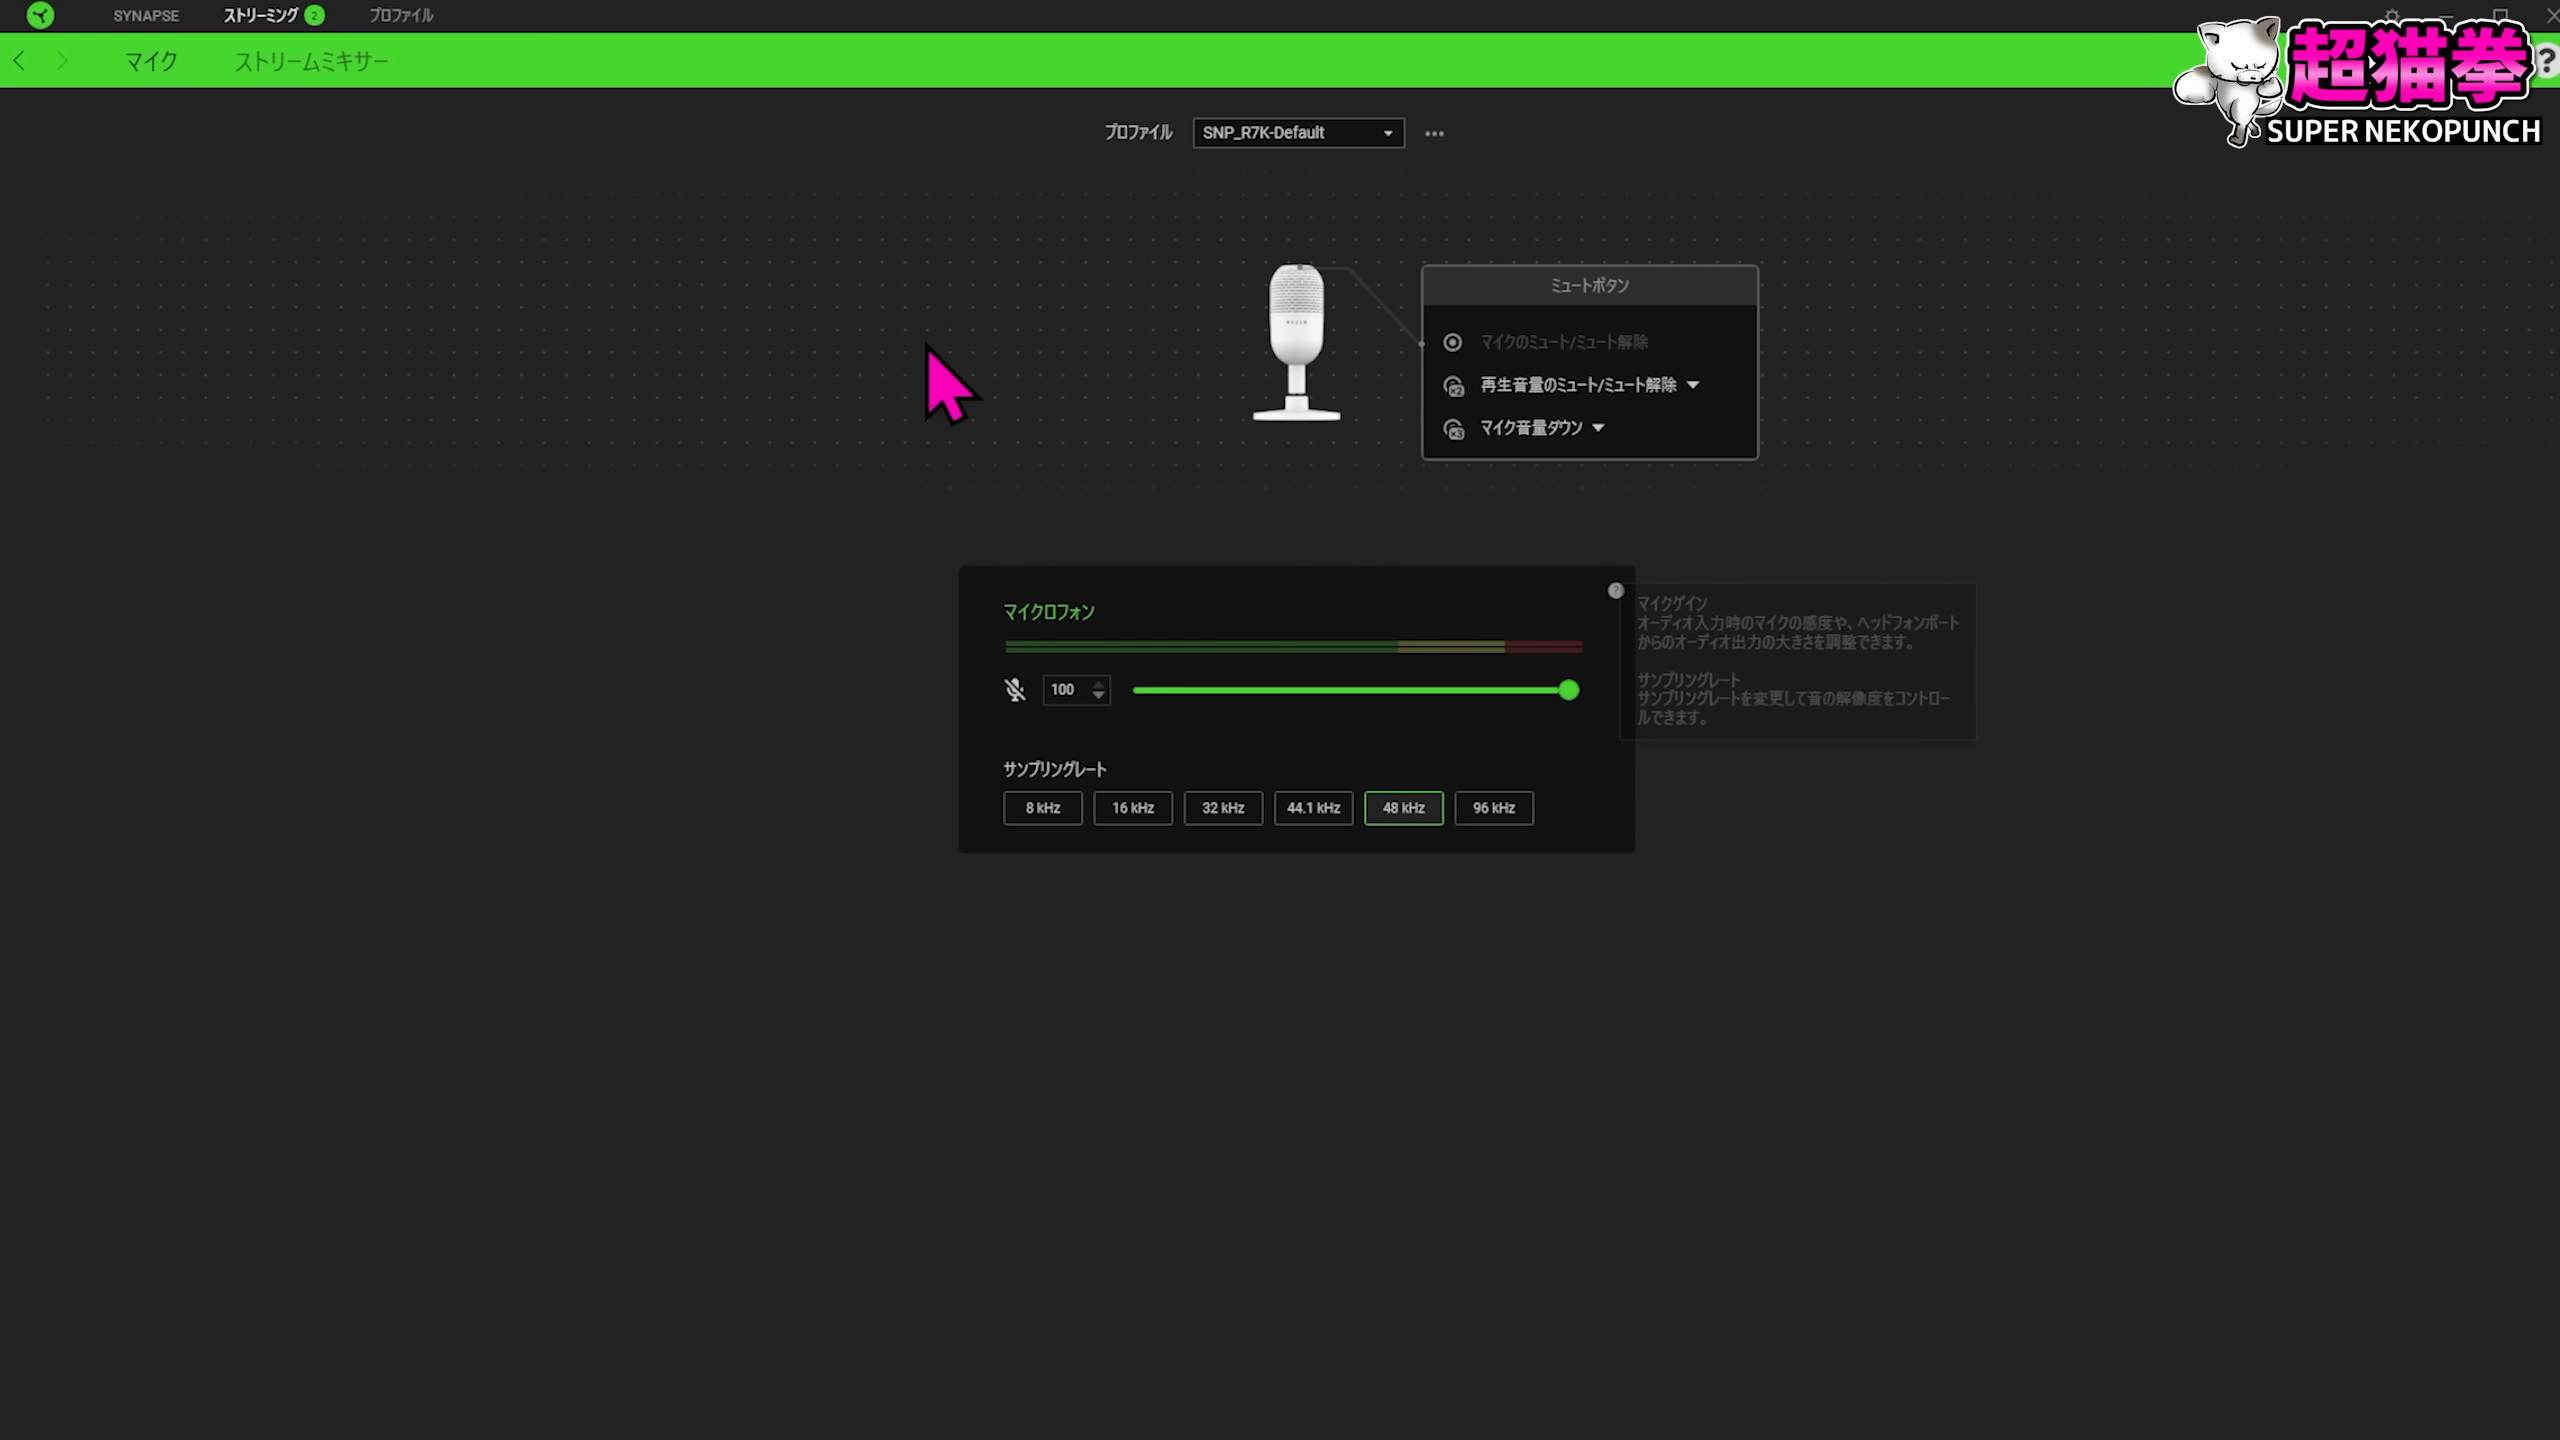 SYNAPSE
ストリーミング 2
プロファイル
マイク
ストリームミキサー
?
超猫拳
SUPER NEKOPUNCH
プロファイル
SNP_R7K-Default
RAZER
ミュートボタン
マイクのミュート/ミュート解除
x2 再生音量のミュート/ミュート解除
x3 マイク音量ダウン
マイクロフォン
?
100
マイクゲイン
オーディオ入力時のマイクの感度や、ヘッドフォンポート
からのオーディオ出力の大きさを調整できます。
サンプリングレート
サンプリングレートを変更して音の解像度をコントロー
ルできます。
サンプリングレート
8 kHz
16 kHz
32 kHz
44.1 kHz
48 kHz
96 kHz